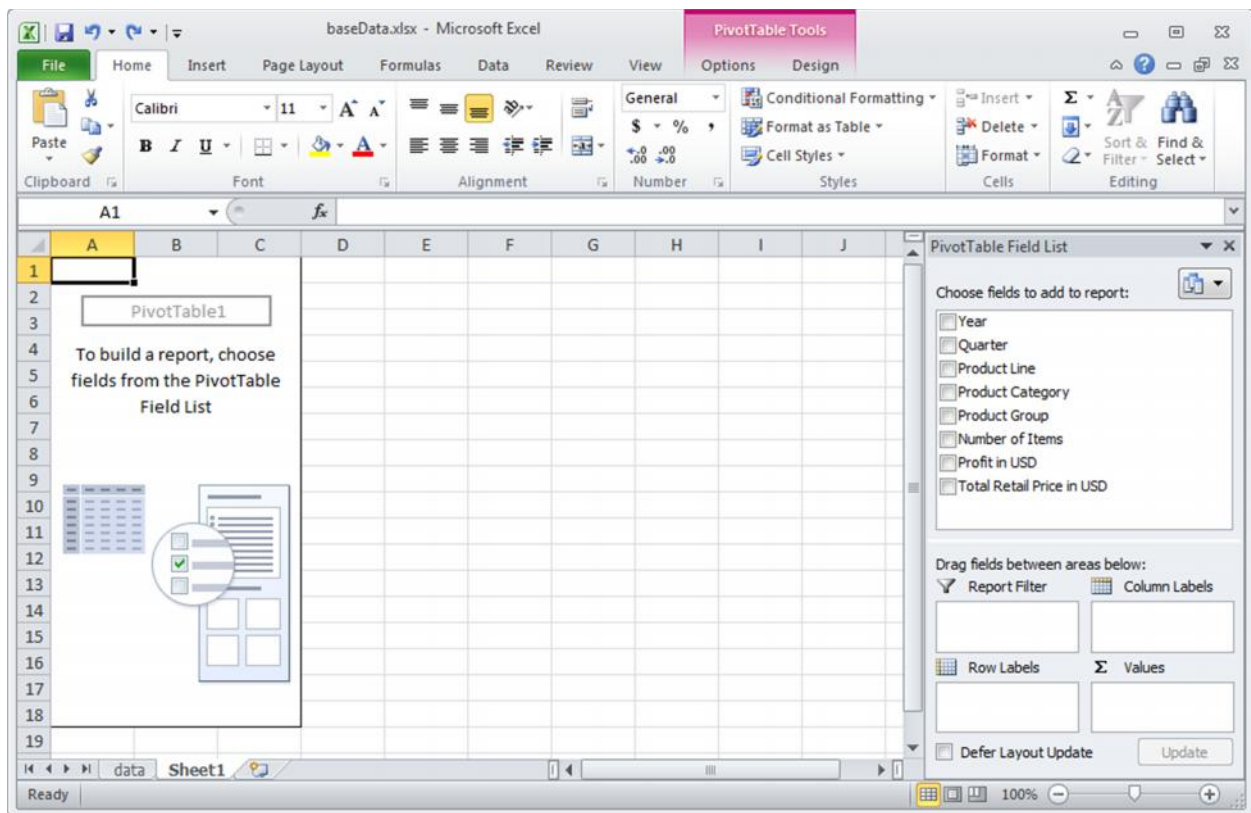 baseData.xlsx - Microsoft Excel
PivotTable Tools
File Home Insert Page Layout Formulas Data Review View Options Design
Calibri 11 A A General Conditional Formatting Insert Σ
Paste B I U A $ % , Format as Table Delete Sort & Filter Find & Select
.0 .00 .00 .0 Cell Styles Format
Clipboard Font Alignment Number Styles Cells Editing
A1 fx
A B C D E F G H I J
1
2
3
4
5
6
7
8
9
10
11
12
13
14
15
16
17
18
19
PivotTable1
To build a report, choose
fields from the PivotTable
Field List
PivotTable Field List
Choose fields to add to report:
Year
Quarter
Product Line
Product Category
Product Group
Number of Items
Profit in USD
Total Retail Price in USD
Drag fields between areas below:
Report Filter Column Labels
Row Labels Σ Values
Defer Layout Update Update
data Sheet1
Ready 100%